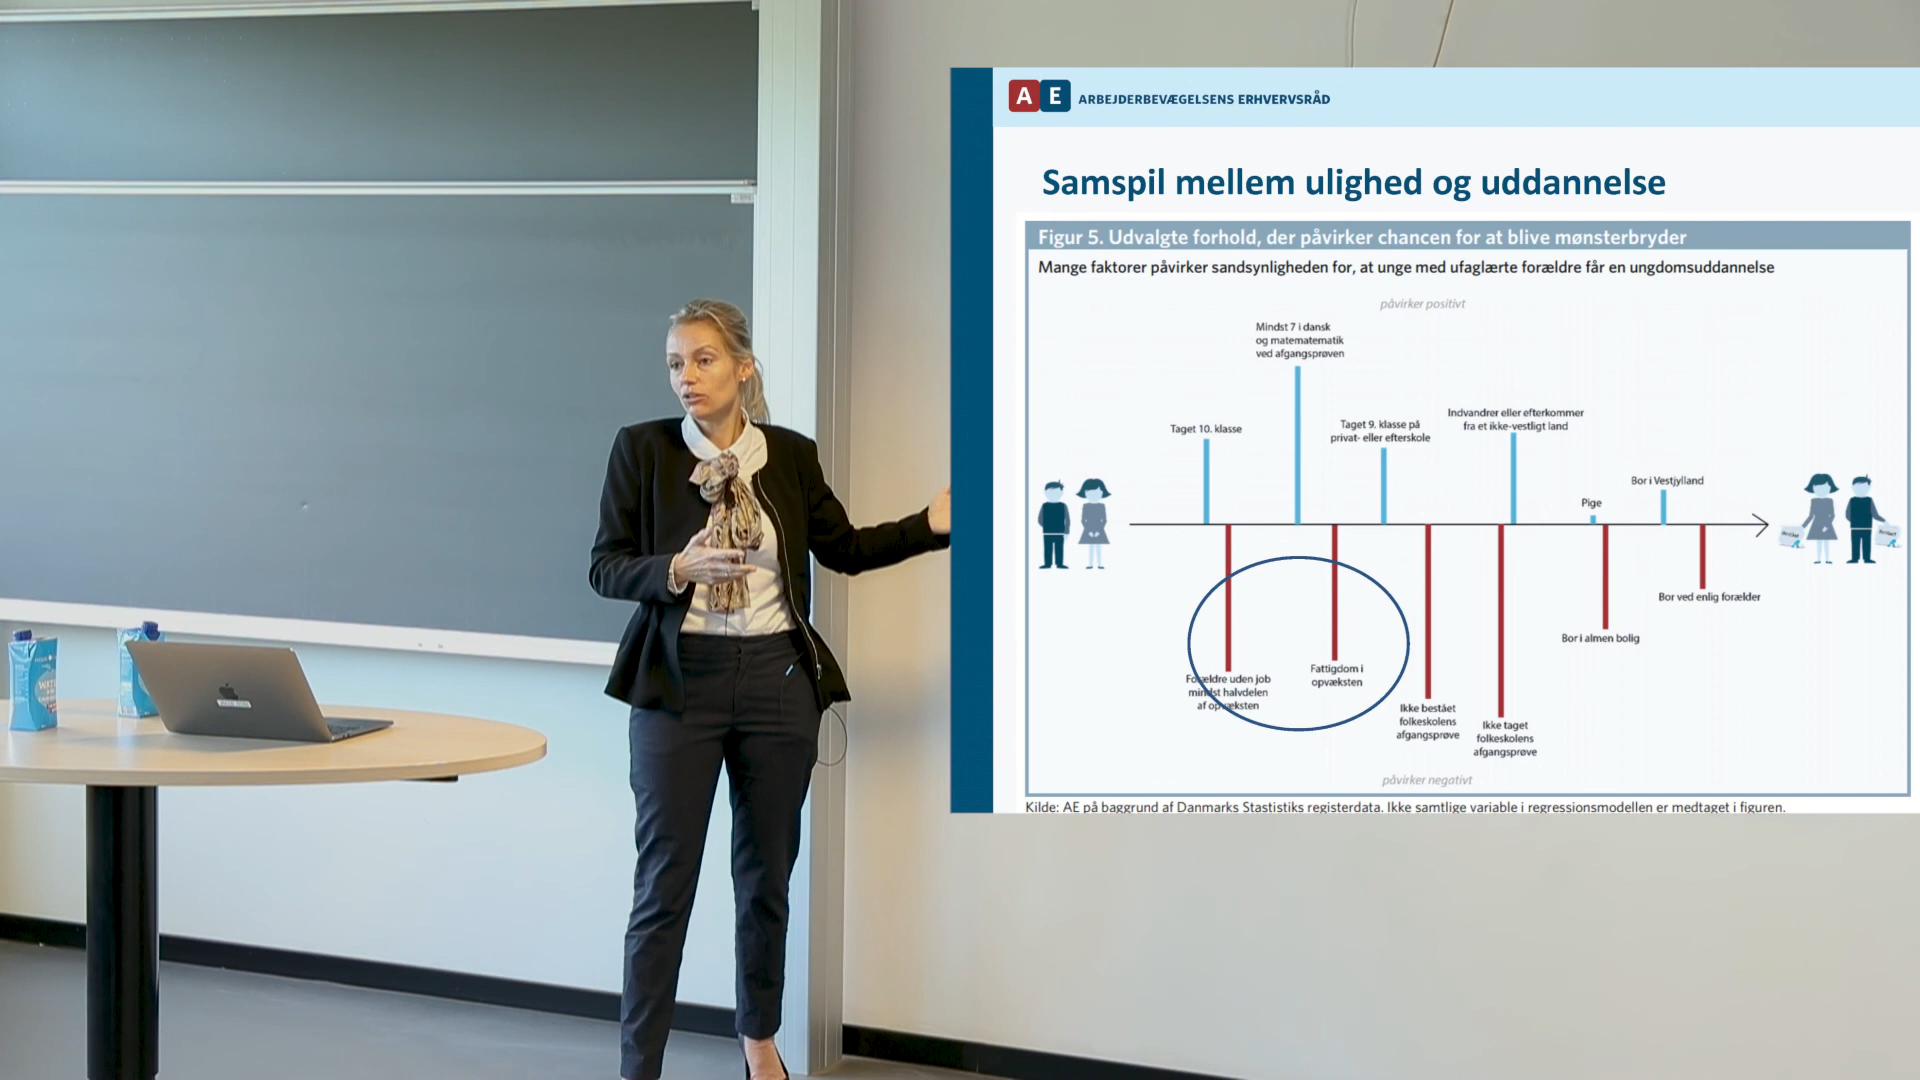 A E ARBEJDERBEVÆGELSENS ERHVERVSRÅD
Samspil mellem ulighed og uddannelse
Figur 5. Udvalgte forhold, der påvirker chancen for at blive mønsterbryder
Mange faktorer påvirker sandsynligheden for, at unge med ufaglærte forældre får en ungdomsuddannelse
påvirker positivt
Mindst 7 i dansk
og matematematik
ved afgangsprøven
Taget 10. klasse
Taget 9. klasse på
privat- eller efterskole
Indvandrer eller efterkommer
fra et ikke-vestligt land
Pige
Bor i Vestjylland
Forældre uden job
mindst halvdelen
af opvæksten
Fattigdom i
opvæksten
Ikke bestået
folkeskolens
afgangsprøve
Ikke taget
folkeskolens
afgangsprøve
Bor i almen bolig
Bor ved enlig forælder
påvirker negativt
Kilde: AE på baggrund af Danmarks Stastistiks registerdata. Ikke samtlige variable i regressionsmodellen er medtaget i figuren.
WATER